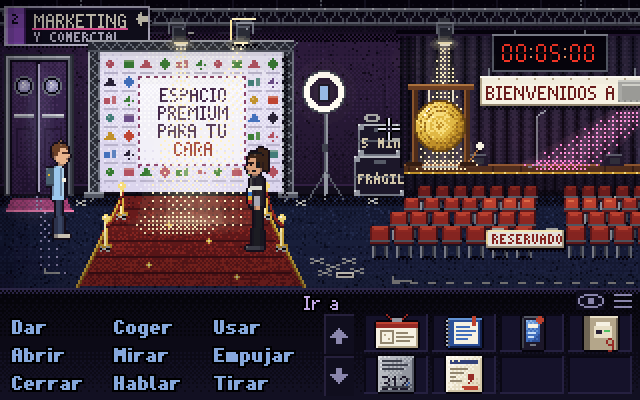 2 MARKETING
Y COMERCIAL
00:05:00
BIENVENIDOS A
ESPACIO
PREMIUM
PARA TU
CARA
5 MIN
FRÁGIL
RESERVADO
Ir a
Dar Coger Usar
Abrir Mirar Empujar
Cerrar Hablar Tirar
312